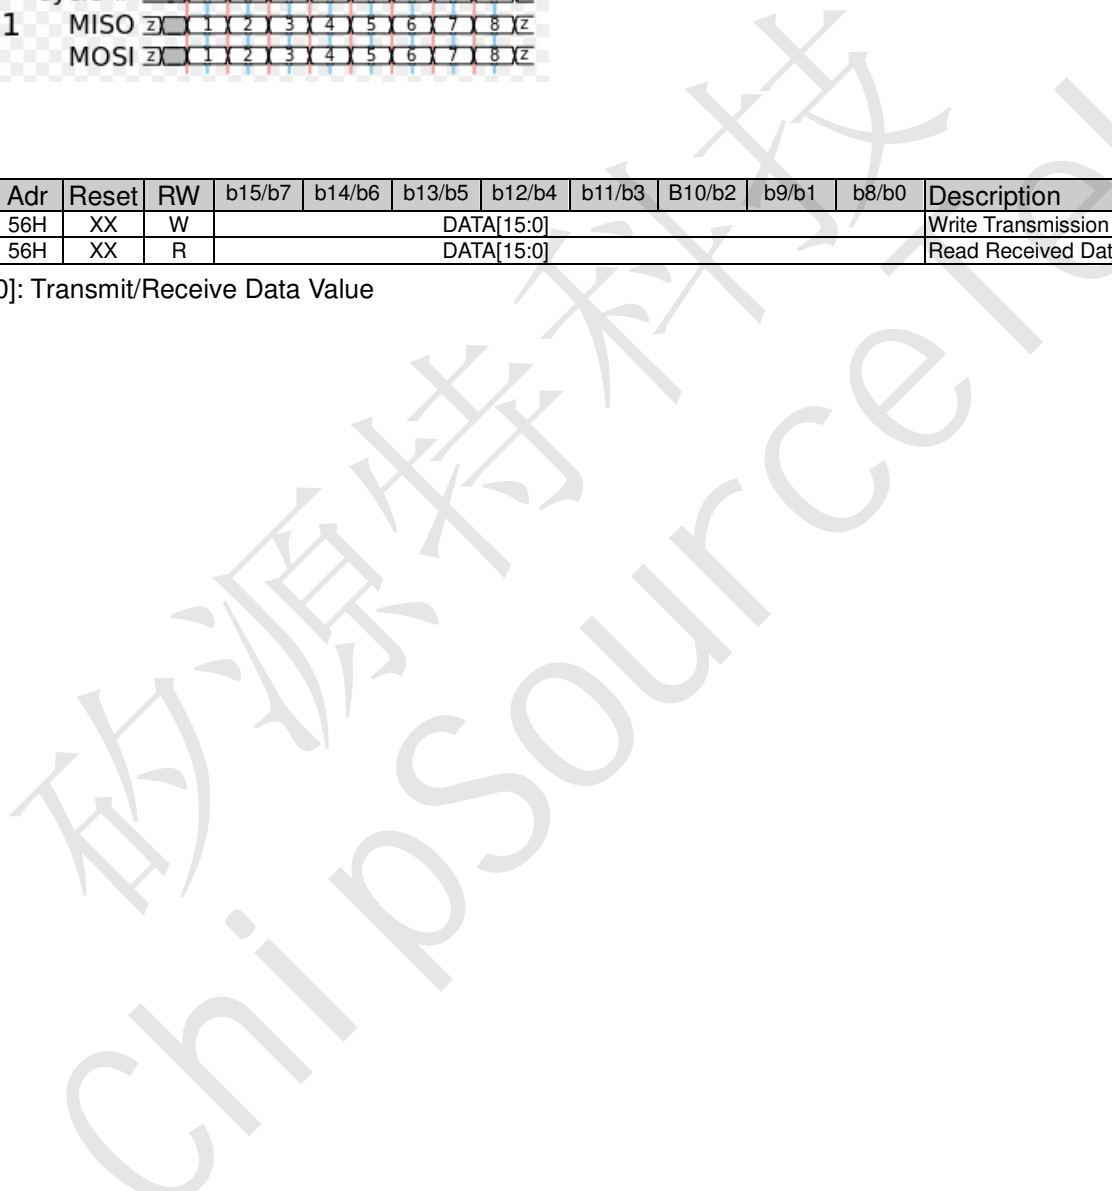 1 MISO z 1 2 3 4 5 6 7 8 z
MOSI z 1 2 3 4 5 6 7 8 z
Adr Reset RW b15/b7 b14/b6 b13/b5 b12/b4 b11/b3 B10/b2 b9/b1 b8/b0 Description
56H XX W DATA[15:0] Write Transmission
56H XX R DATA[15:0] Read Received Dat
0]: Transmit/Receive Data Value
矽源特科技
ChipSourceTe